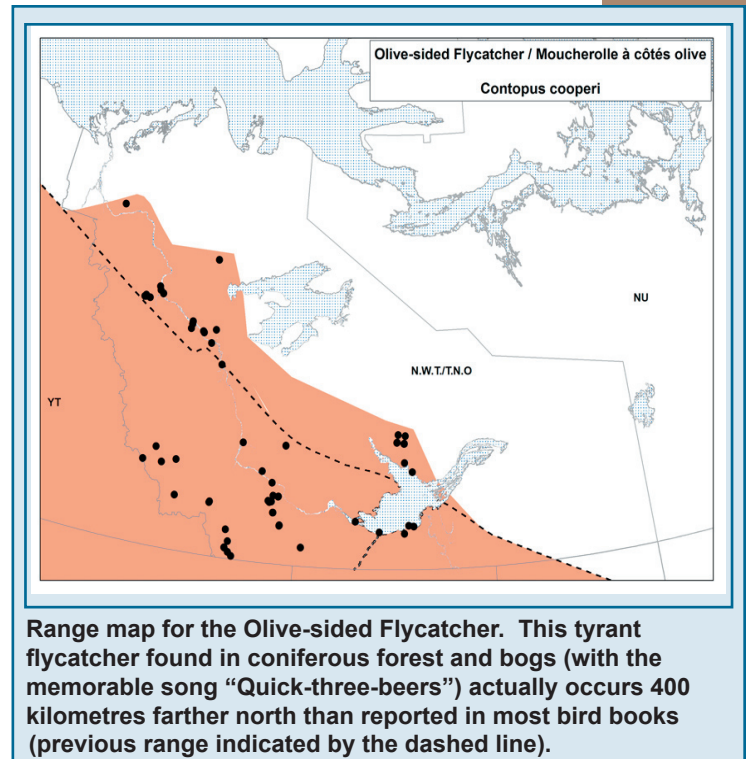 Olive-sided Flycatcher / Moucherolle à côtés olive
Contopus cooperi
NU
N.W.T./T.N.O
YT
Range map for the Olive-sided Flycatcher. This tyrant
flycatcher found in coniferous forest and bogs (with the
memorable song “Quick-three-beers”) actually occurs 400
kilometres farther north than reported in most bird books
(previous range indicated by the dashed line).